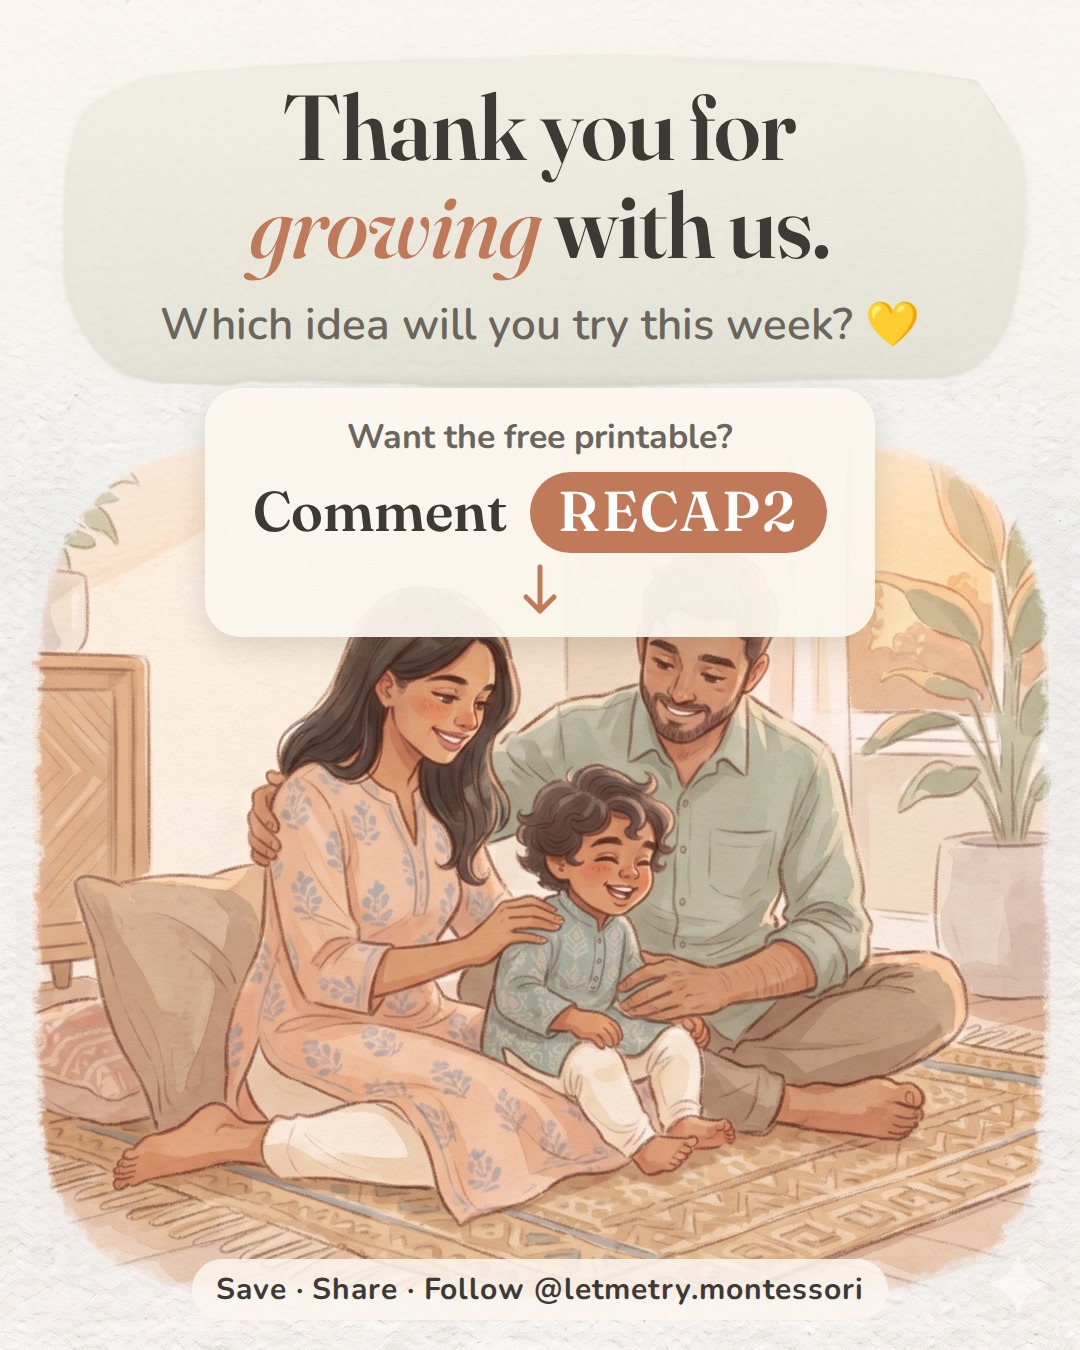 Thank you for
growing with us.
Which idea will you try this week? 💛
Want the free printable?
Comment RECAP2
↓
Save · Share · Follow @letmetry.montessori